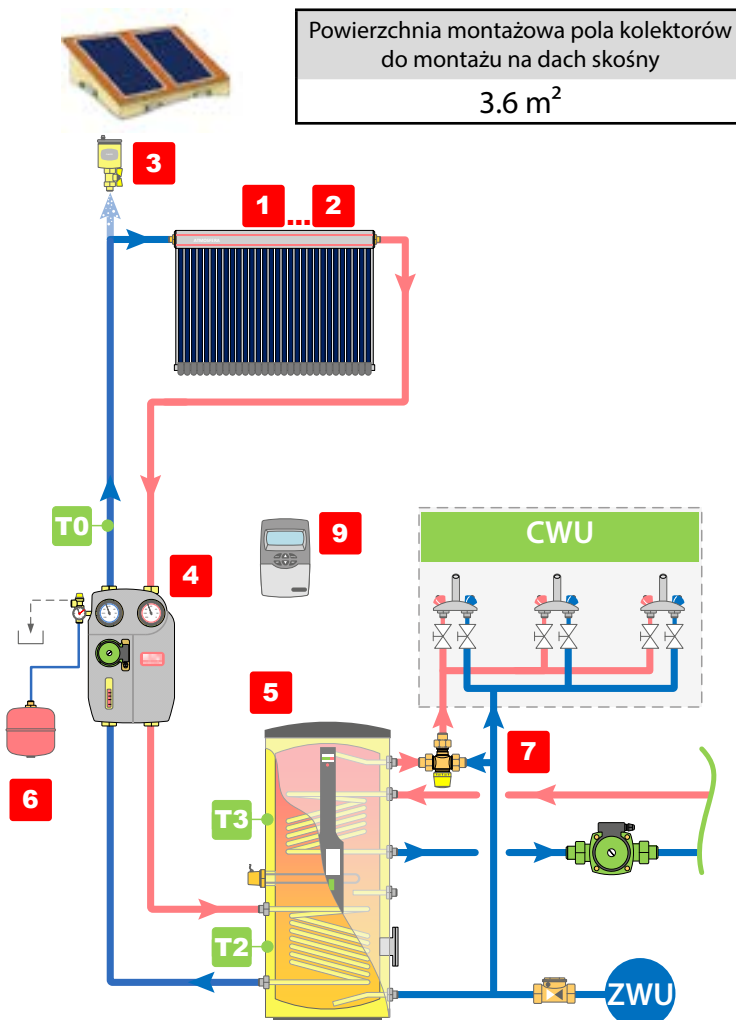 Powierzchnia montażowa pola kolektorów
do montażu na dach skośny
3.6 m²
3
1 ... 2
T0
4
9
CWU
5
6
7
T3
T2
ZWU